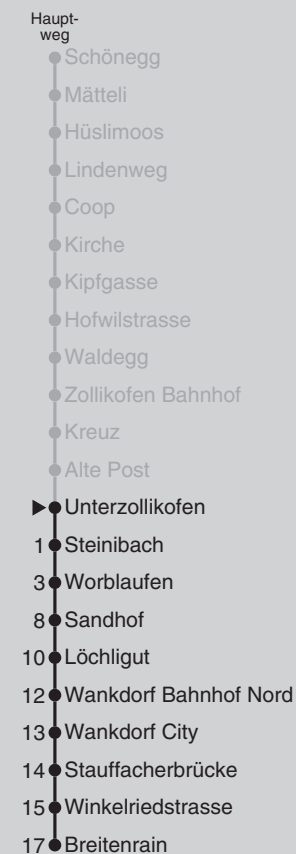 Haupt-
weg
Schönegg
Mätteli
Hüslimoos
Lindenweg
Coop
Kirche
Kipfgasse
Hofwilstrasse
Waldegg
Zollikofen Bahnhof
Kreuz
Alte Post
Unterzollikofen
1 Steinibach
3 Worblaufen
8 Sandhof
10 Löchligut
12 Wankdorf Bahnhof Nord
13 Wankdorf City
14 Stauffacherbrücke
15 Winkelriedstrasse
17 Breitenrain